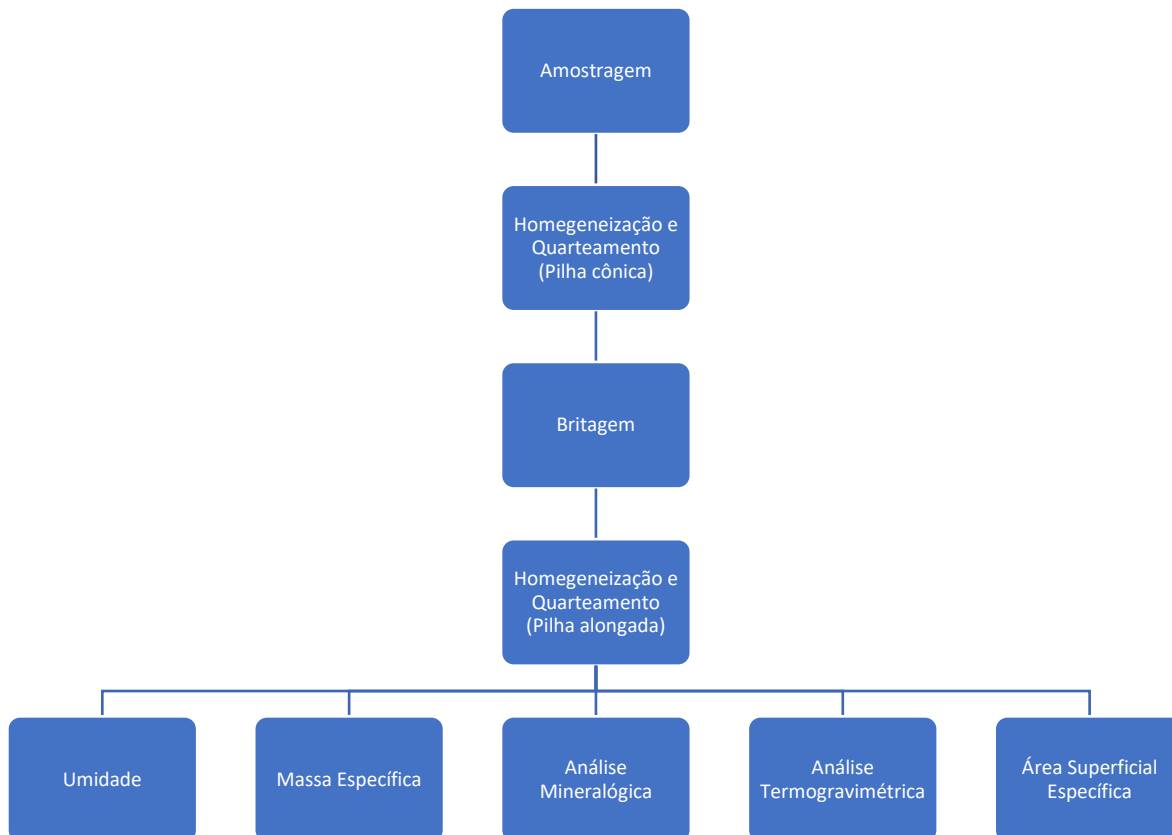 Amostragem
Homegeneização e
Quarteamento
(Pilha cônica)
Britagem
Homegeneização e
Quarteamento
(Pilha alongada)
Umidade
Massa Específica
Análise
Mineralógica
Análise
Termogravimétrica
Área Superficial
Específica